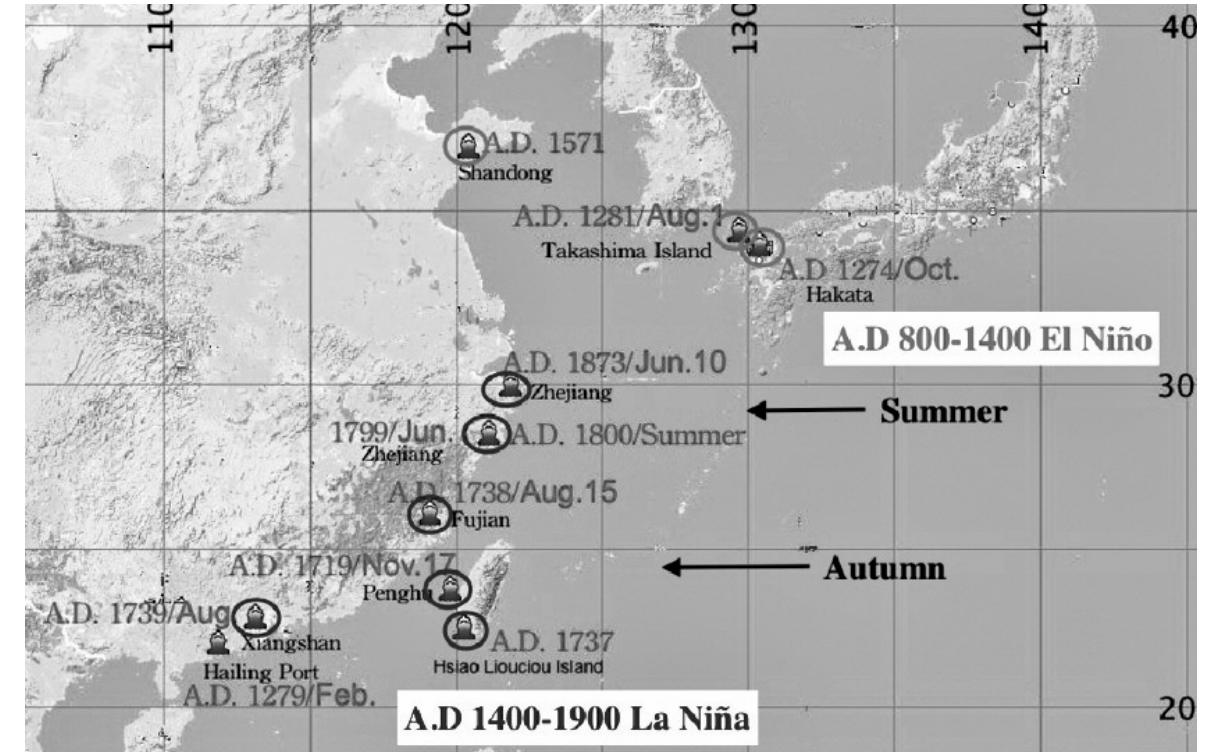 110
120
130
140
40
A.D. 1571
Shandong
A.D. 1281/Aug.1
Takashima Island
A.D 1274/Oct.
Hakata
A.D 800-1400 El Niño
A.D. 1873/Jun.10
Zhejiang
30
Summer
1799/Jun.
A.D. 1800/Summer
Zhejiang
A.D. 1738/Aug.15
Fujian
A.D. 1719/Nov.17
Autumn
Penghu
A.D. 1739/Aug
Xiangshan
A.D. 1737
Hailing Port
Hsiao Liouciou Island
A.D. 1279/Feb.
A.D 1400-1900 La Niña
20